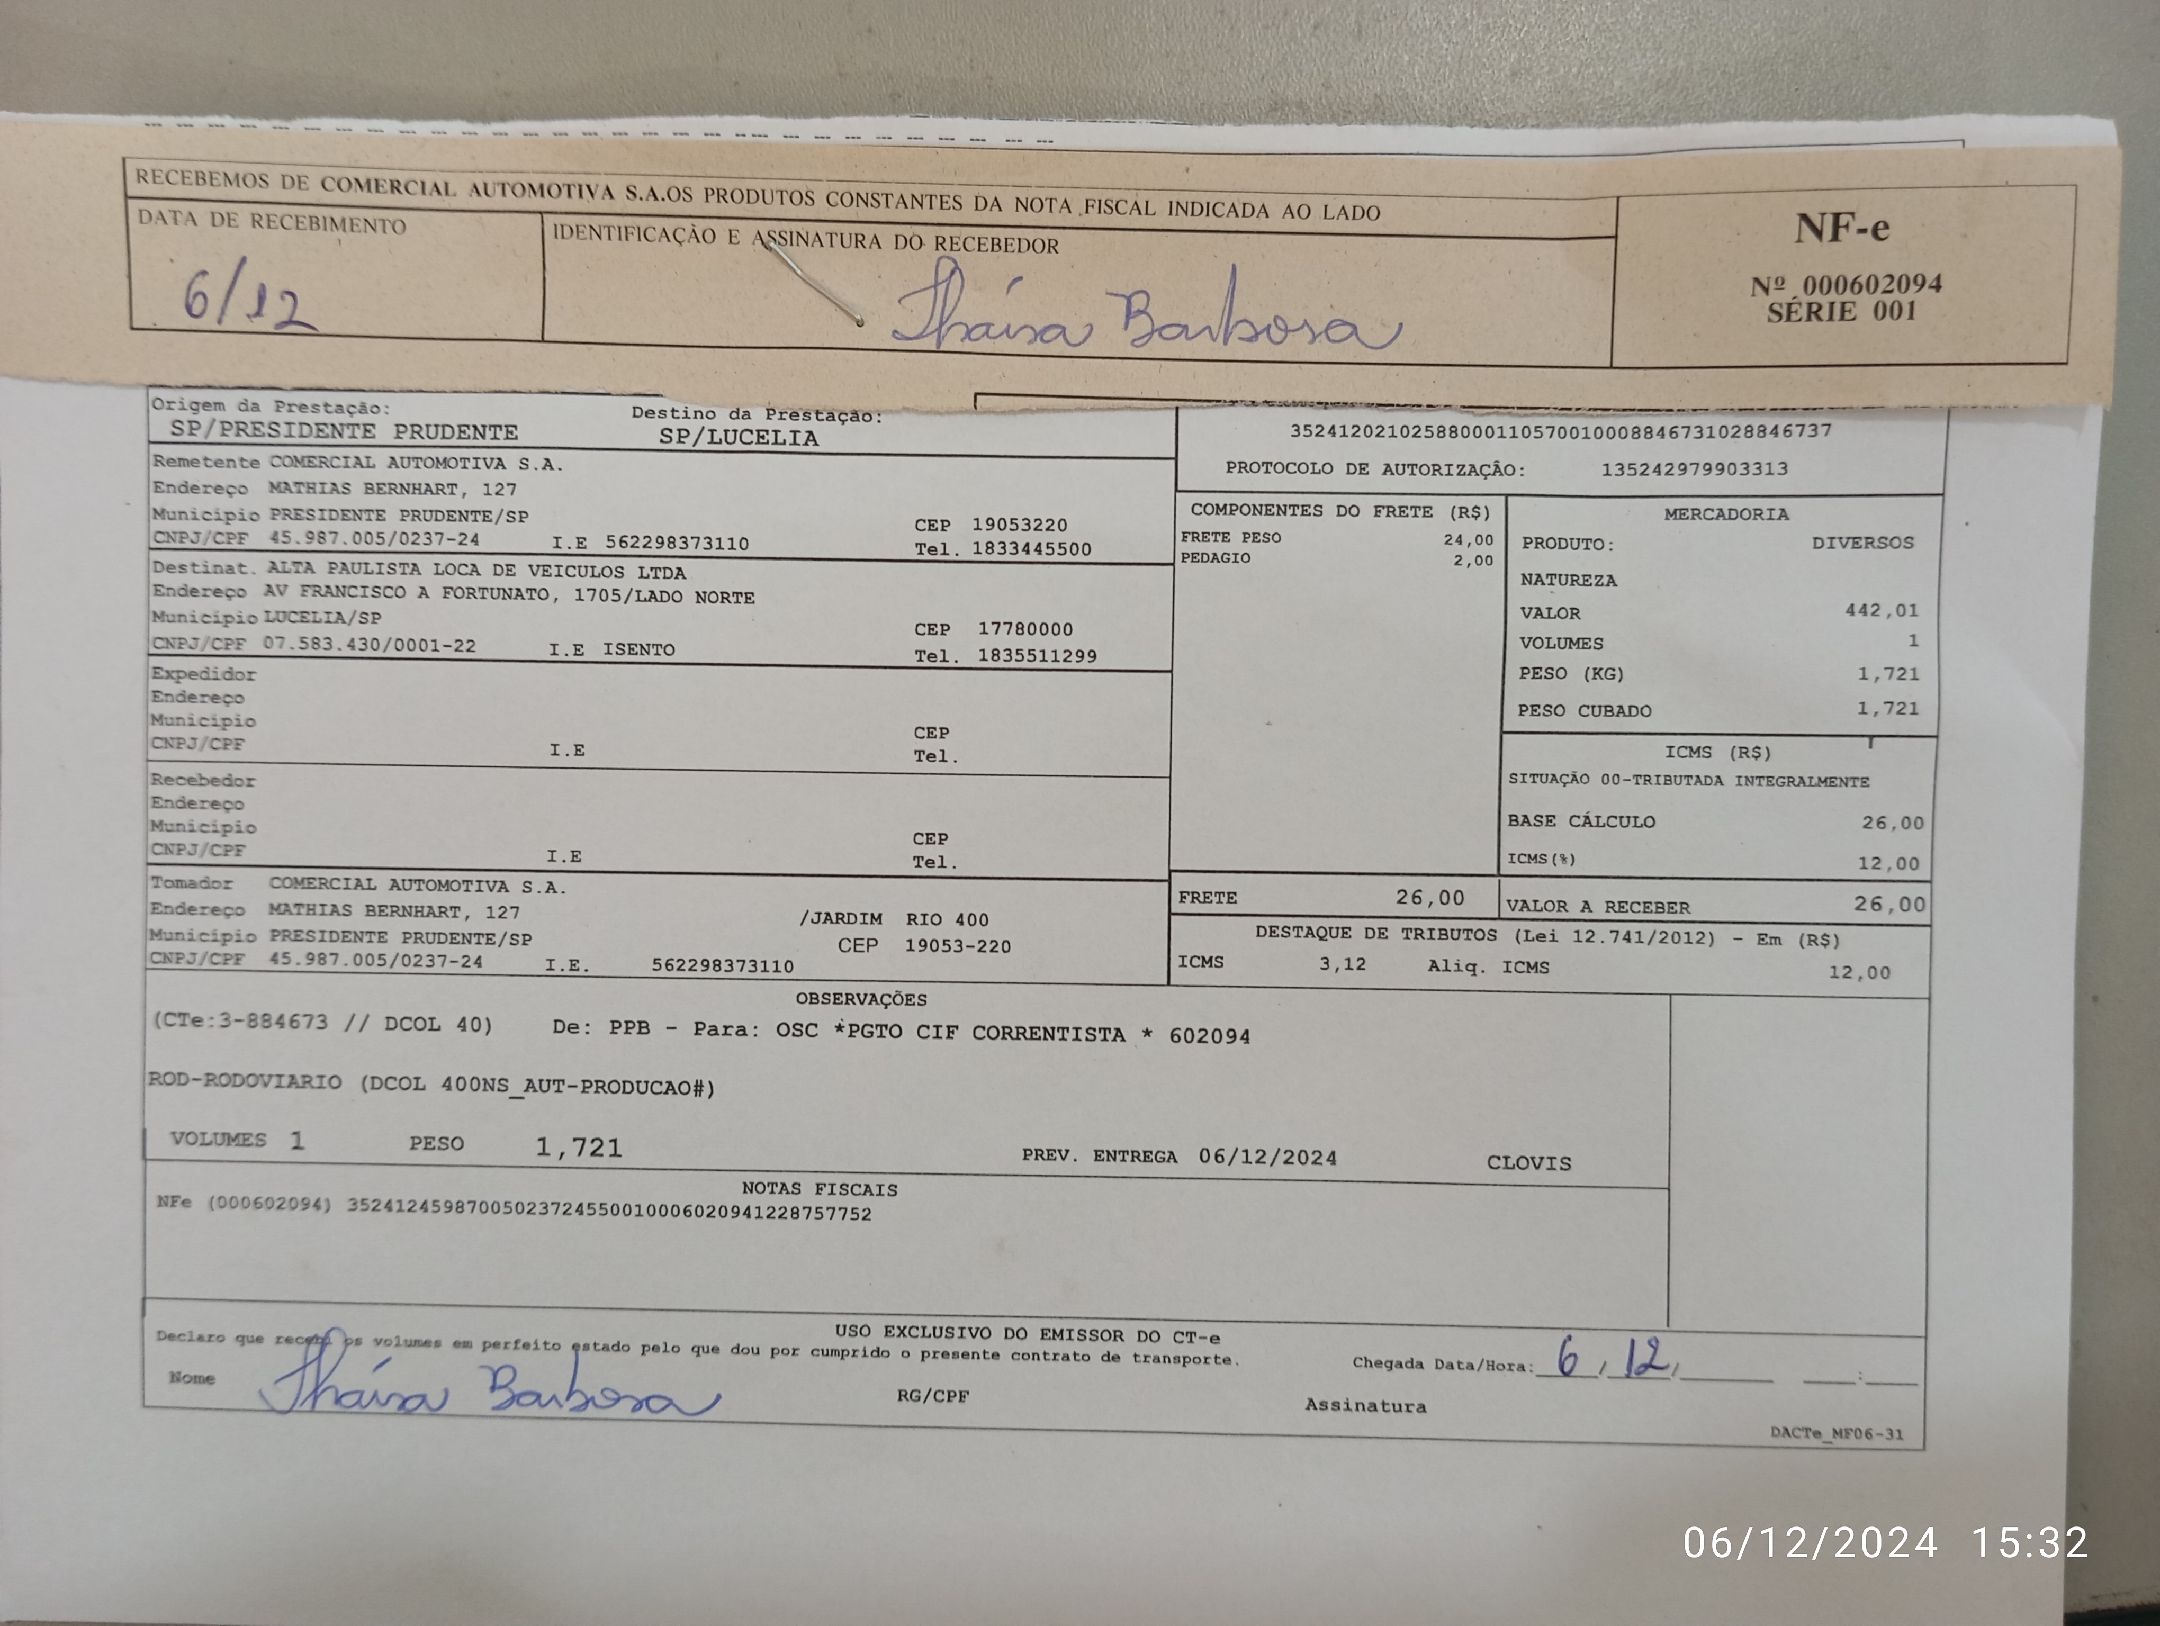 RECEBEMOS DE COMERCIAL AUTOMOTIVA S.A.OS PRODUTOS CONSTANTES DA NOTA FISCAL INDICADA AO LADO
DATA DE RECEBIMENTO
6/12
IDENTIFICAÇÃO E ASSINATURA DO RECEBEDOR
Thaísa Barbosa
NF-e
Nº 000602094
SÉRIE 001
Origem da Prestação: Destino da Prestação:
SP/PRESIDENTE PRUDENTE SP/LUCELIA
35241202102588000110570010008846731028846737
PROTOCOLO DE AUTORIZAÇÃO: 135242979903313
Remetente COMERCIAL AUTOMOTIVA S.A.
Endereço MATHIAS BERNHART, 127
Município PRESIDENTE PRUDENTE/SP CEP 19053220
CNPJ/CPF 45.987.005/0237-24 I.E 562298373110 Tel. 1833445500
Destinat. ALTA PAULISTA LOCA DE VEICULOS LTDA
Endereço AV FRANCISCO A FORTUNATO, 1705/LADO NORTE
Município LUCELIA/SP CEP 17780000
CNPJ/CPF 07.583.430/0001-22 I.E ISENTO Tel. 1835511299
Expedidor
Endereço
Município CEP
CNPJ/CPF I.E Tel.
Recebedor
Endereço
Município CEP
CNPJ/CPF I.E Tel.
Tomador COMERCIAL AUTOMOTIVA S.A.
Endereço MATHIAS BERNHART, 127 /JARDIM RIO 400
Município PRESIDENTE PRUDENTE/SP CEP 19053-220
CNPJ/CPF 45.987.005/0237-24 I.E. 562298373110
COMPONENTES DO FRETE (R$)
FRETE PESO 24,00
PEDAGIO 2,00
MERCADORIA
PRODUTO: DIVERSOS
NATUREZA
VALOR 442,01
VOLUMES 1
PESO (KG) 1,721
PESO CUBADO 1,721
ICMS (R$)
SITUAÇÃO 00-TRIBUTADA INTEGRALMENTE
BASE CÁLCULO 26,00
ICMS(%) 12,00
FRETE 26,00 VALOR A RECEBER 26,00
DESTAQUE DE TRIBUTOS (Lei 12.741/2012) - Em (R$)
ICMS 3,12 Aliq. ICMS 12,00
OBSERVAÇÕES
(CTe:3-884673 // DCOL 40) De: PPB - Para: OSC *PGTO CIF CORRENTISTA * 602094
ROD-RODOVIARIO (DCOL 400NS_AUT-PRODUCAO#)
VOLUMES 1 PESO 1,721 PREV. ENTREGA 06/12/2024 CLOVIS
NOTAS FISCAIS
NFe (000602094) 35241245987005023724550010006020941228757752
USO EXCLUSIVO DO EMISSOR DO CT-e
Declaro que recebi os volumes em perfeito estado pelo que dou por cumprido o presente contrato de transporte.
Chegada Data/Hora: 6, 12,
Nome Thaísa Barbosa RG/CPF Assinatura
DACTe_MF06-31
06/12/2024 15:32